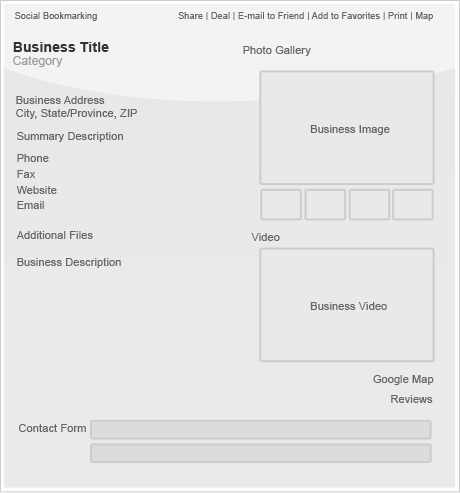 Social Bookmarking
Share | Deal | E-mail to Friend | Add to Favorites | Print | Map
Business Title
Category
Photo Gallery
Business Address
City, State/Province, ZIP
Summary Description
Phone
Fax
Website
Email
Business Image
Additional Files
Business Description
Video
Business Video
Google Map
Reviews
Contact Form